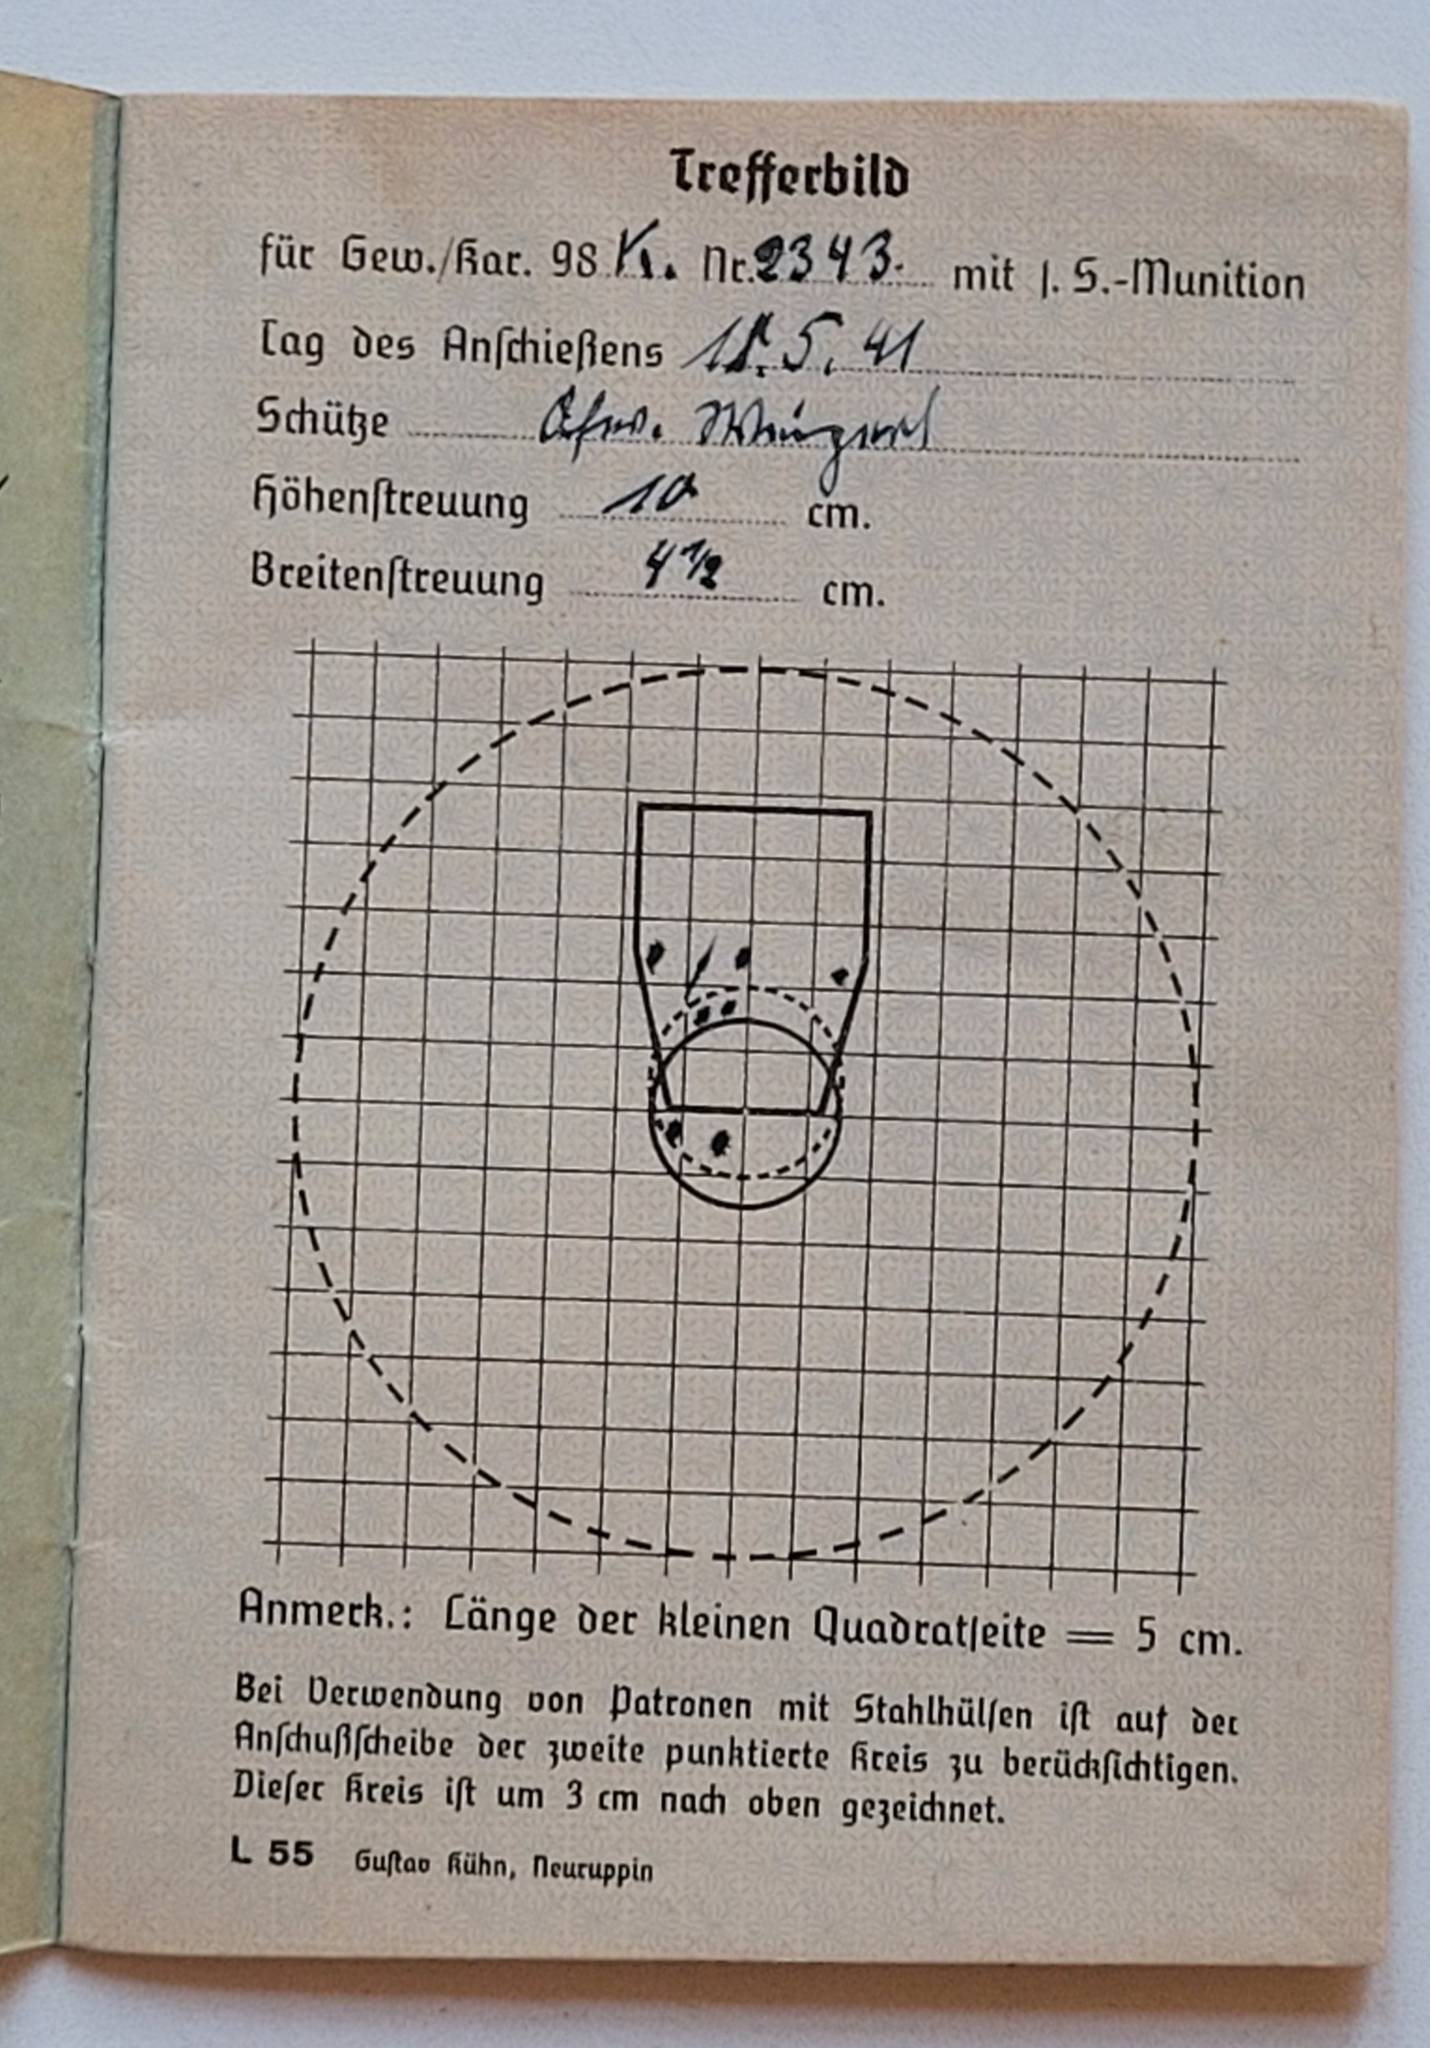 Trefferbild
für Gew./Kar. 98 K. Nr. 2343. mit s. S.-Munition
Tag des Anschießens 5. 41
Schütze
Höhenstreuung 10 cm.
Breitenstreuung 4 1/2 cm.
Anmerk.: Länge der kleinen Quadratseite = 5 cm.
Bei Verwendung von Patronen mit Stahlhülsen ist auf der
Anschußscheibe der zweite punktierte Kreis zu berücksichtigen.
Dieser Kreis ist um 3 cm nach oben gezeichnet.
L 55 Gustav Kühn, Neuruppin